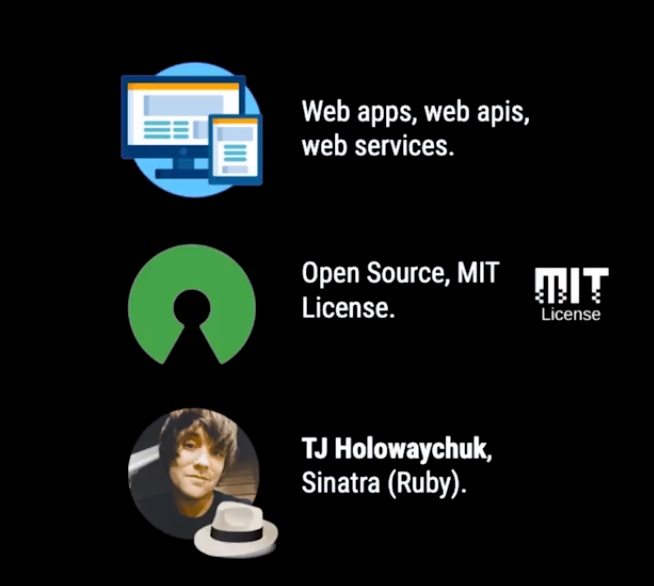 Web apps, web apis,
web services.
Open Source, MIT
License.
MIT
License
TJ Holowaychuk,
Sinatra (Ruby).